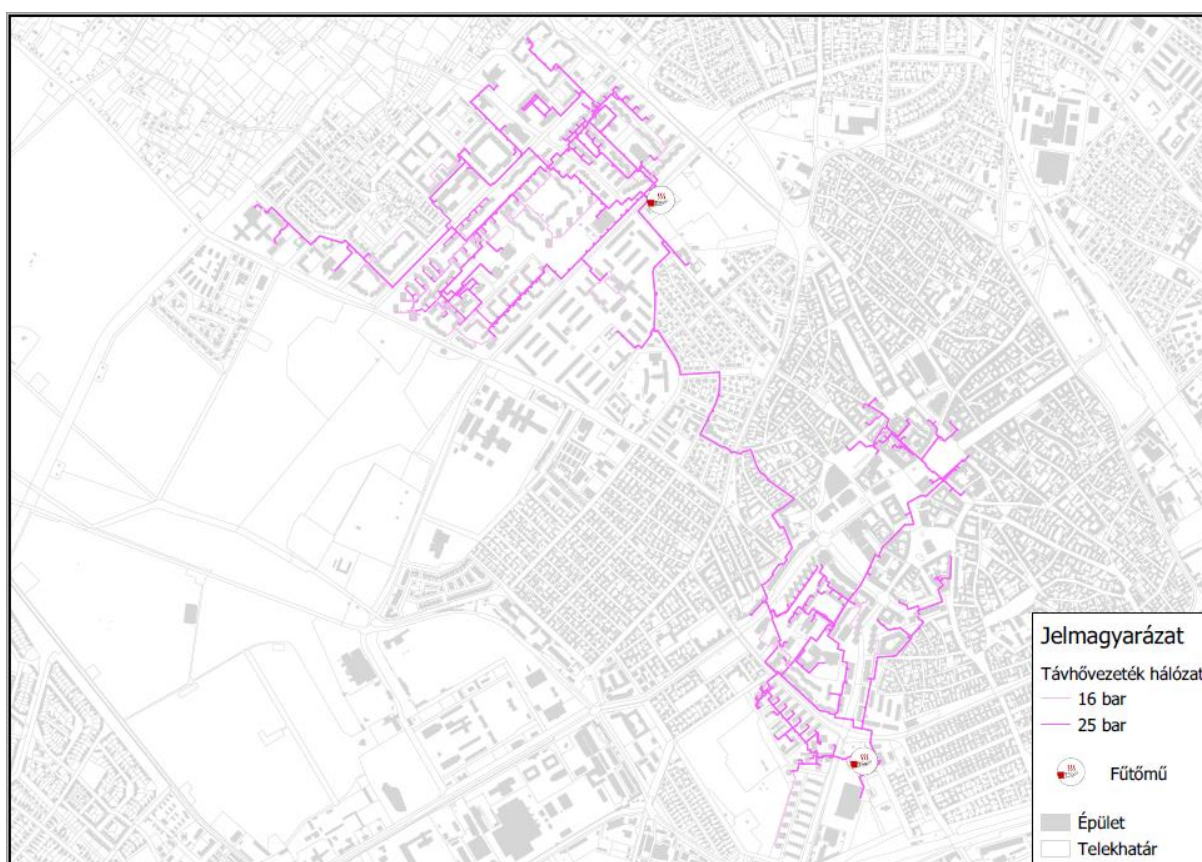 Jelmagyarázat
Távhővezeték hálózat
16 bar
25 bar
Fűtőmű
Épület
Telekhatár